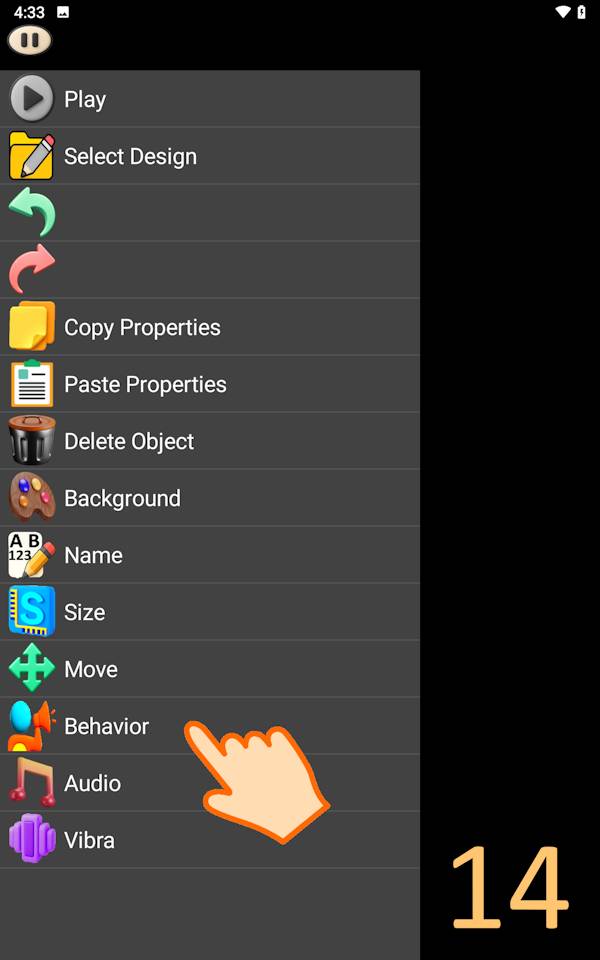 4:33
Play
Select Design
Copy Properties
Paste Properties
Delete Object
Background
A B
123
Name
S
Size
Move
Behavior
Audio
Vibra
14